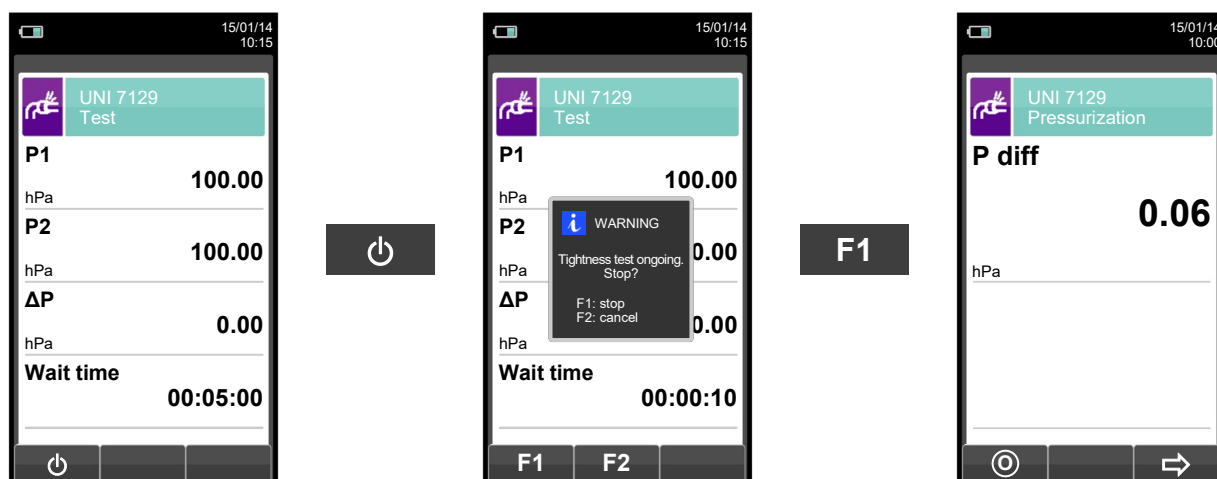 15/01/14
10:15
UNI 7129
Test
P1
100.00
hPa
P2
100.00
hPa
ΔP
0.00
hPa
Wait time
00:05:00
15/01/14
10:15
UNI 7129
Test
P1
100.00
hPa
P2
0.00
hPa
ΔP
0.00
hPa
Wait time
00:00:10
i WARNING
Tightness test ongoing.
Stop?
F1: stop
F2: cancel
F1 F2
F1
15/01/14
10:00
UNI 7129
Pressurization
P diff
0.06
hPa
O